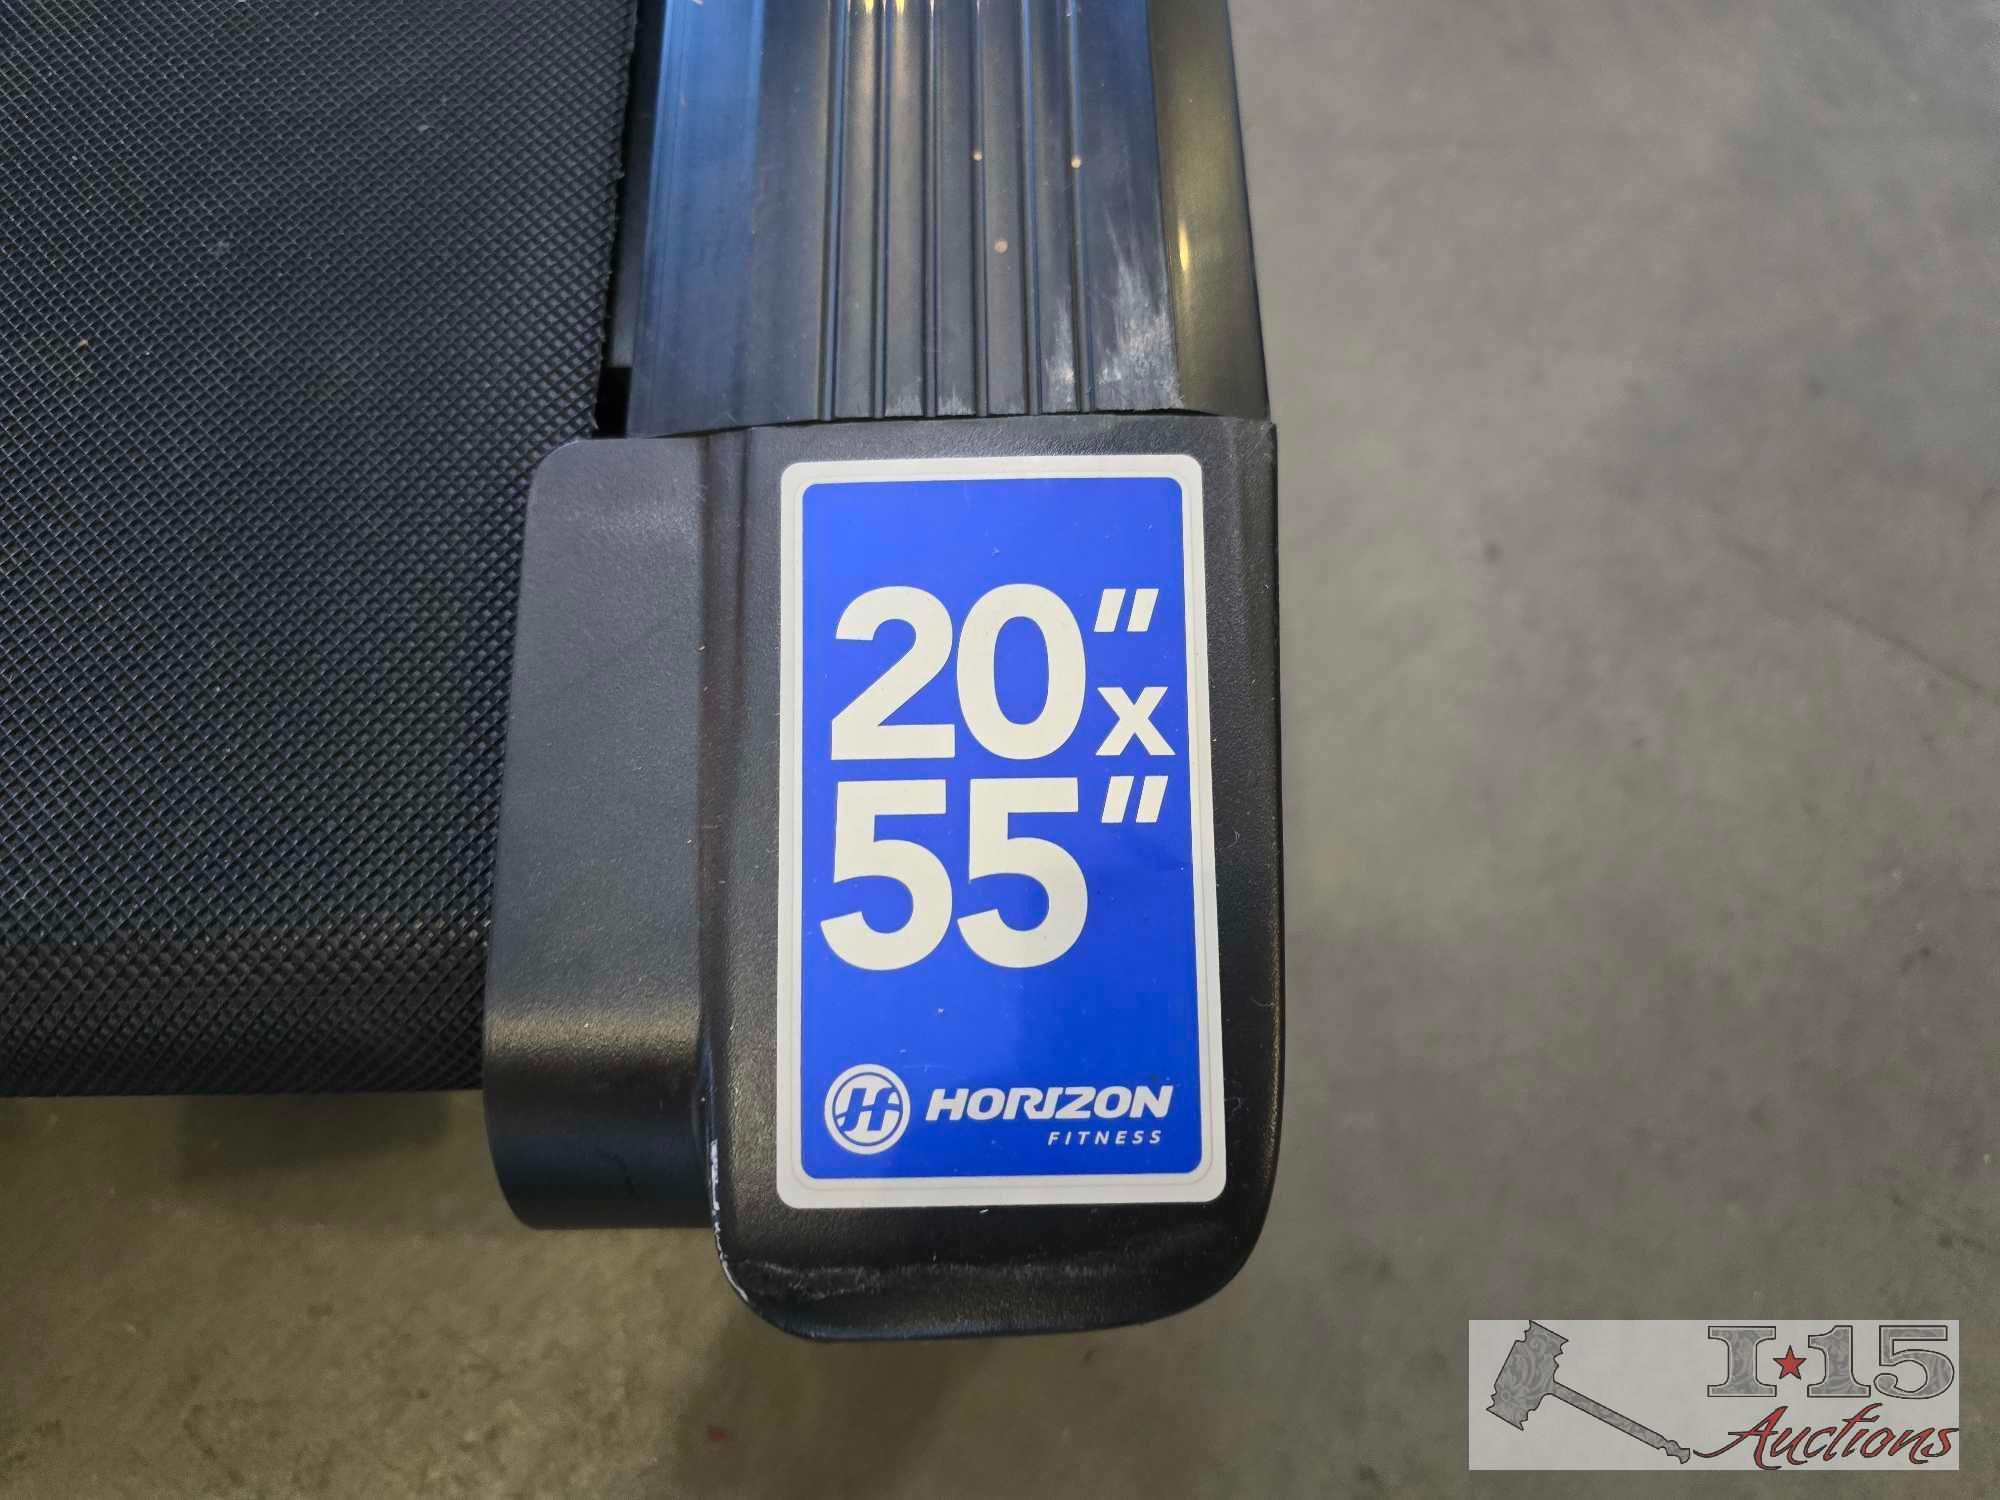 20" x
55"
HORIZON
FITNESS
I★15
Auctions